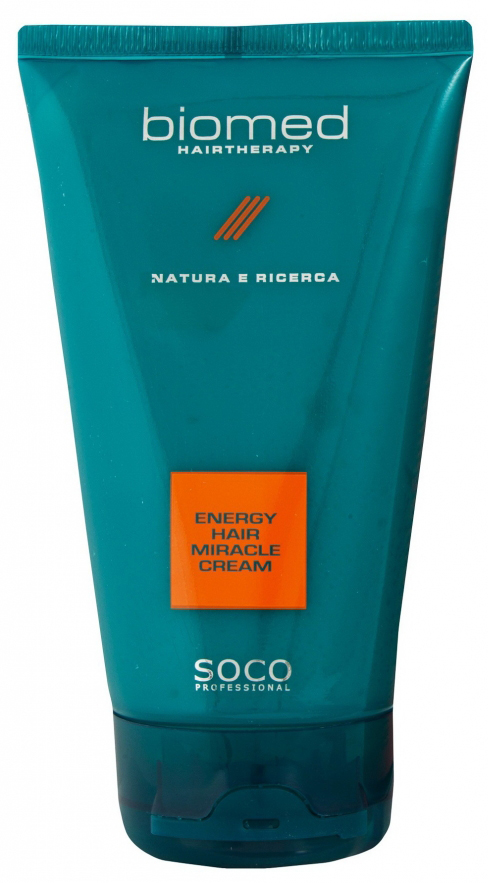 biomed
HAIRTHERAPY
NATURA E RICERCA
ENERGY
HAIR
MIRACLE
CREAM
SOCO
PROFESSIONAL